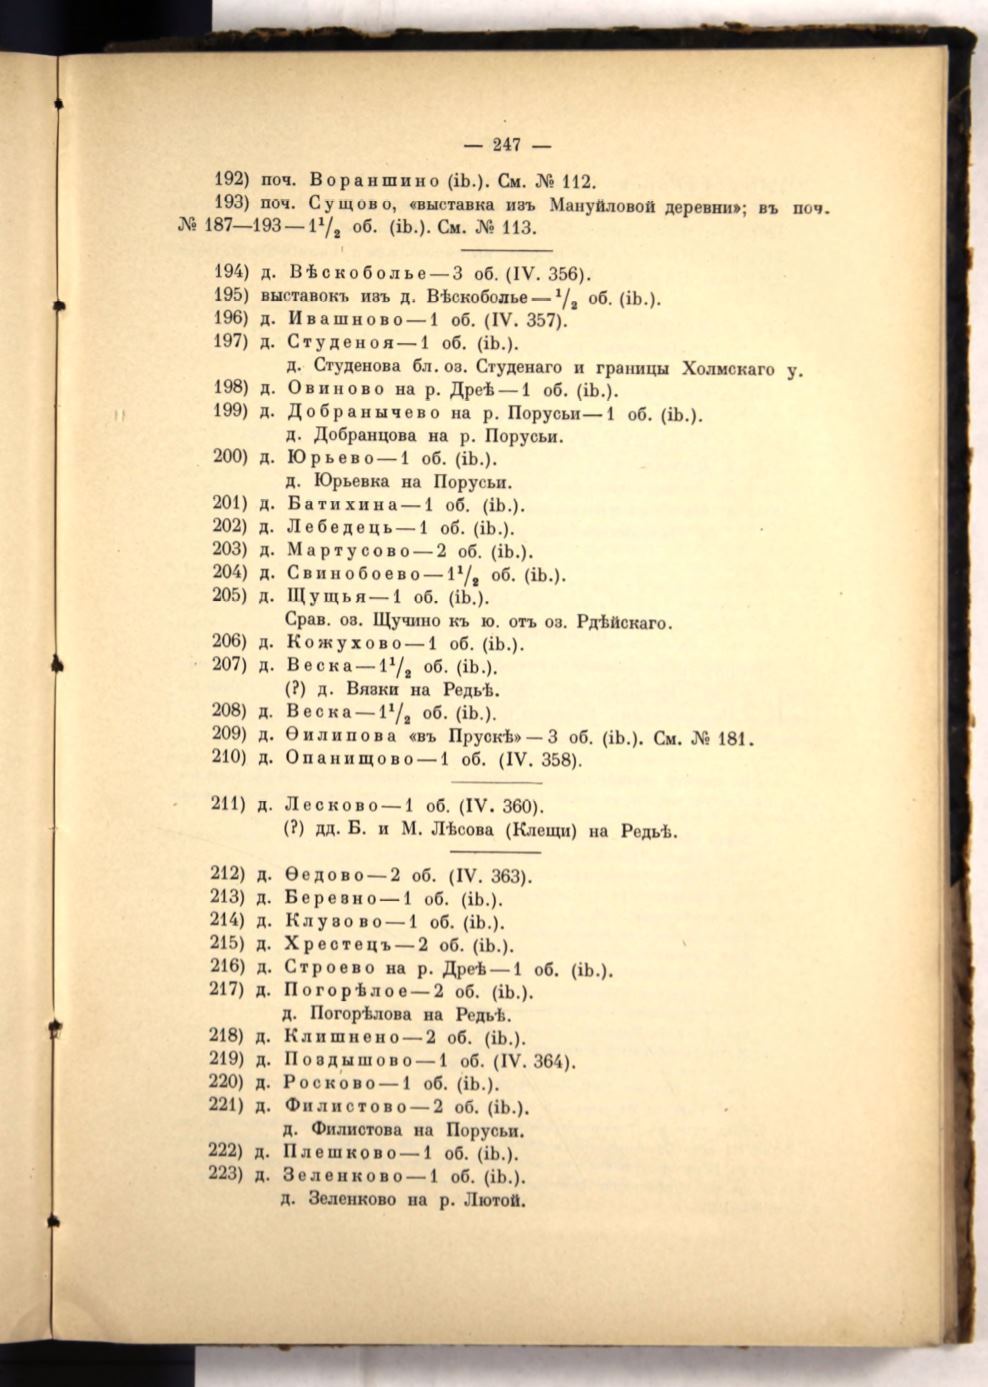 — 247 —
192) поч. Вораншино (ib.). См. № 112.
193) поч. Сущово, «выставка изъ Мануйловой деревни»; въ поч.
№ 187—193—1¹/₂ об. (ib.). См. № 113.
194) д. Вѣскоболье—3 об. (IV. 356).
195) выставокъ изъ д. Вѣскоболье—¹/₂ об. (ib.).
196) д. Ивашново—1 об. (IV. 357).
197) д. Студеноя—1 об. (ib.).
д. Студенова бл. оз. Студенаго и границы Холмскаго у.
198) д. Овиново на р. Дреѣ—1 об. (ib.).
199) д. Добранычево на р. Порусьи—1 об. (ib.).
д. Добранцова на р. Порусьи.
200) д. Юрьево—1 об. (ib.).
д. Юрьевка на Порусьи.
201) д. Батихина—1 об. (ib.).
202) д. Лебедець—1 об. (ib.).
203) д. Мартусово—2 об. (ib.).
204) д. Свинобоево—1¹/₂ об. (ib.).
205) д. Щущья—1 об. (ib.).
Срав. оз. Щучино къ ю. отъ оз. Рдѣйскаго.
206) д. Кожухово—1 об. (ib.).
207) д. Веска—1¹/₂ об. (ib.).
(?) д. Вязки на Редьѣ.
208) д. Веска—1¹/₂ об. (ib.).
209) д. Ѳилипова «въ Прускѣ»—3 об. (ib.). См. № 181.
210) д. Опанищово—1 об. (IV. 358).
211) д. Лесково—1 об. (IV. 360).
(?) дд. Б. и М. Лѣсова (Клещи) на Редьѣ.
212) д. Ѳедово—2 об. (IV. 363).
213) д. Березно—1 об. (ib.).
214) д. Клузово—1 об. (ib.).
215) д. Хрестецъ—2 об. (ib.).
216) д. Строево на р. Дреѣ—1 об. (ib.).
217) д. Погорѣлое—2 об. (ib.).
д. Погорѣлова на Редьѣ.
218) д. Клишнено—2 об. (ib.).
219) д. Поздышово—1 об. (IV. 364).
220) д. Росково—1 об. (ib.).
221) д. Филистово—2 об. (ib.).
д. Филистова на Порусьи.
222) д. Плешково—1 об. (ib.).
223) д. Зеленково—1 об. (ib.).
д. Зеленково на р. Лютой.